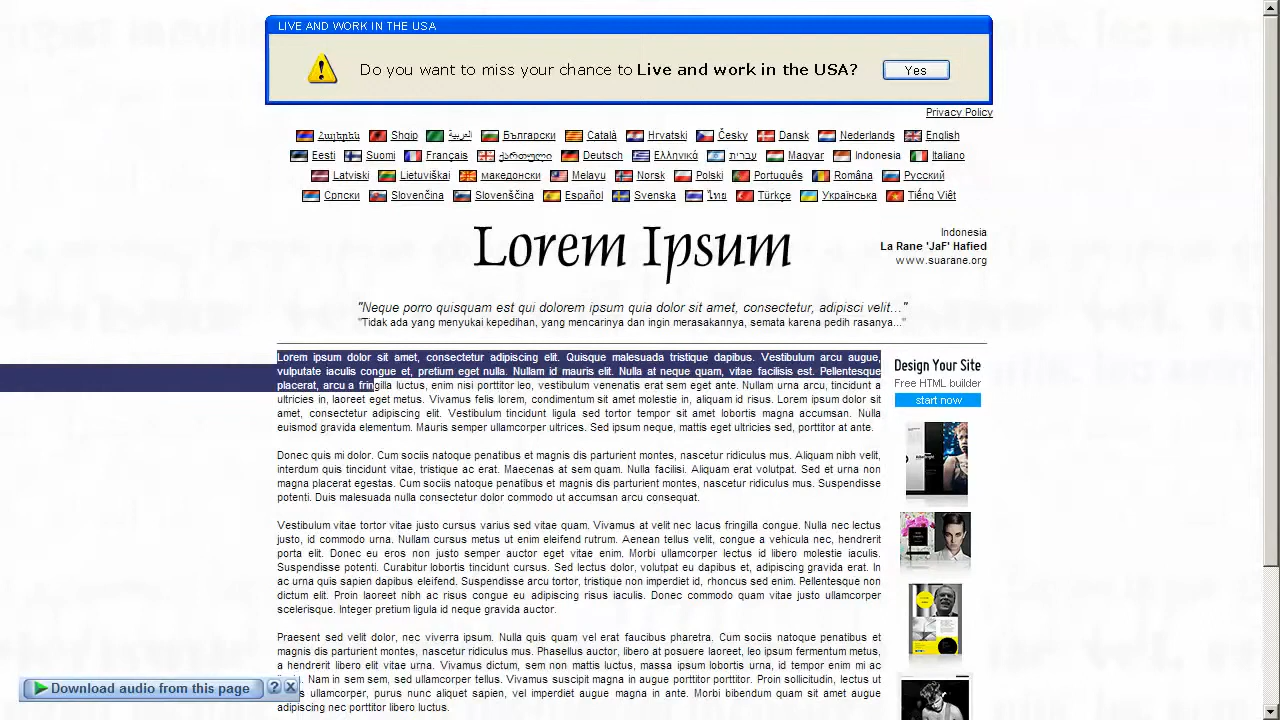 LIVE AND WORK IN THE USA
Do you want to miss your chance to Live and work in the USA? Yes
Privacy Policy
Հայերեն Shqip العربية Български Català Hrvatski Česky Dansk Nederlands English
Eesti Suomi Français ქართული Deutsch Ελληνικά עברית Magyar Indonesia Italiano
Latviski Lietuviškai македонски Melayu Norsk Polski Português Româna Русский
Српски Slovenčina Slovenščina Español Svenska ไทย Türkçe Українська Tiếng Việt
Lorem Ipsum
Indonesia
La Rane 'JaF' Hafied
www.suarane.org
"Neque porro quisquam est qui dolorem ipsum quia dolor sit amet, consectetur, adipisci velit..."
"Tidak ada yang menyukai kepedihan, yang mencarinya dan ingin merasakannya, semata karena pedih rasanya..."
Lorem ipsum dolor sit amet, consectetur adipiscing elit. Quisque malesuada tristique dapibus. Vestibulum arcu augue,
vulputate iaculis congue et, pretium eget nulla. Nullam id mauris elit. Nulla at neque quam, vitae facilisis est. Pellentesque
placerat, arcu a fringilla luctus, enim nisi porttitor leo, vestibulum venenatis erat sem eget ante. Nullam urna arcu, tincidunt a
ultricies in, laoreet eget metus. Vivamus felis lorem, condimentum sit amet molestie in, aliquam id risus. Lorem ipsum dolor sit
amet, consectetur adipiscing elit. Vestibulum tincidunt ligula sed tortor tempor sit amet lobortis magna accumsan. Nulla
euismod gravida elementum. Mauris semper ullamcorper ultrices. Sed ipsum neque, mattis eget ultricies sed, porttitor at ante.
Donec quis mi dolor. Cum sociis natoque penatibus et magnis dis parturient montes, nascetur ridiculus mus. Aliquam nibh velit,
interdum quis tincidunt vitae, tristique ac erat. Maecenas at sem quam. Nulla facilisi. Aliquam erat volutpat. Sed et urna non
magna placerat egestas. Cum sociis natoque penatibus et magnis dis parturient montes, nascetur ridiculus mus. Suspendisse
potenti. Duis malesuada nulla consectetur dolor commodo ut accumsan arcu consequat.
Vestibulum vitae tortor vitae justo cursus varius sed vitae quam. Vivamus at velit nec lacus fringilla congue. Nulla nec lectus
justo, id commodo urna. Nullam cursus metus ut enim eleifend rutrum. Aenean tellus velit, congue a vehicula nec, hendrerit
porta elit. Donec eu eros non justo semper auctor eget vitae enim. Morbi ullamcorper lectus id libero molestie iaculis.
Suspendisse potenti. Curabitur lobortis tincidunt cursus. Sed lectus dolor, volutpat eu dapibus et, adipiscing gravida erat. In
ac urna quis sapien dapibus eleifend. Suspendisse arcu tortor, tristique non imperdiet id, rhoncus sed enim. Pellentesque non
dictum elit. Proin laoreet nibh ac risus congue eu adipiscing dolor viverra. Donec commodo quam vitae justo ullamcorper
scelerisque. Integer pretium ligula id neque gravida auctor.
Praesent sed velit dolor, nec viverra ipsum. Nulla quis quam vel erat faucibus pharetra. Cum sociis natoque penatibus et
magnis dis parturient montes, nascetur ridiculus mus. Phasellus auctor, libero et posuere laoreet, leo ipsum fermentum metus,
a hendrerit libero elit vitae urna. Vivamus dictum, sem non mattis luctus, massa ipsum lobortis urna, id tempor enim mi ac
Nam in sem sem, sed ullamcorper tellus. Vivamus suscipit magna in augue porttitor porttitor. Proin sollicitudin, lectus ut
ullamcorper, purus nunc aliquet sapien, vel imperdiet augue magna in ante. Morbi bibendum quam sit amet augue
adipiscing nec porttitor libero luctus.
Design Your Site
Free HTML builder
start now
Download audio from this page ? X